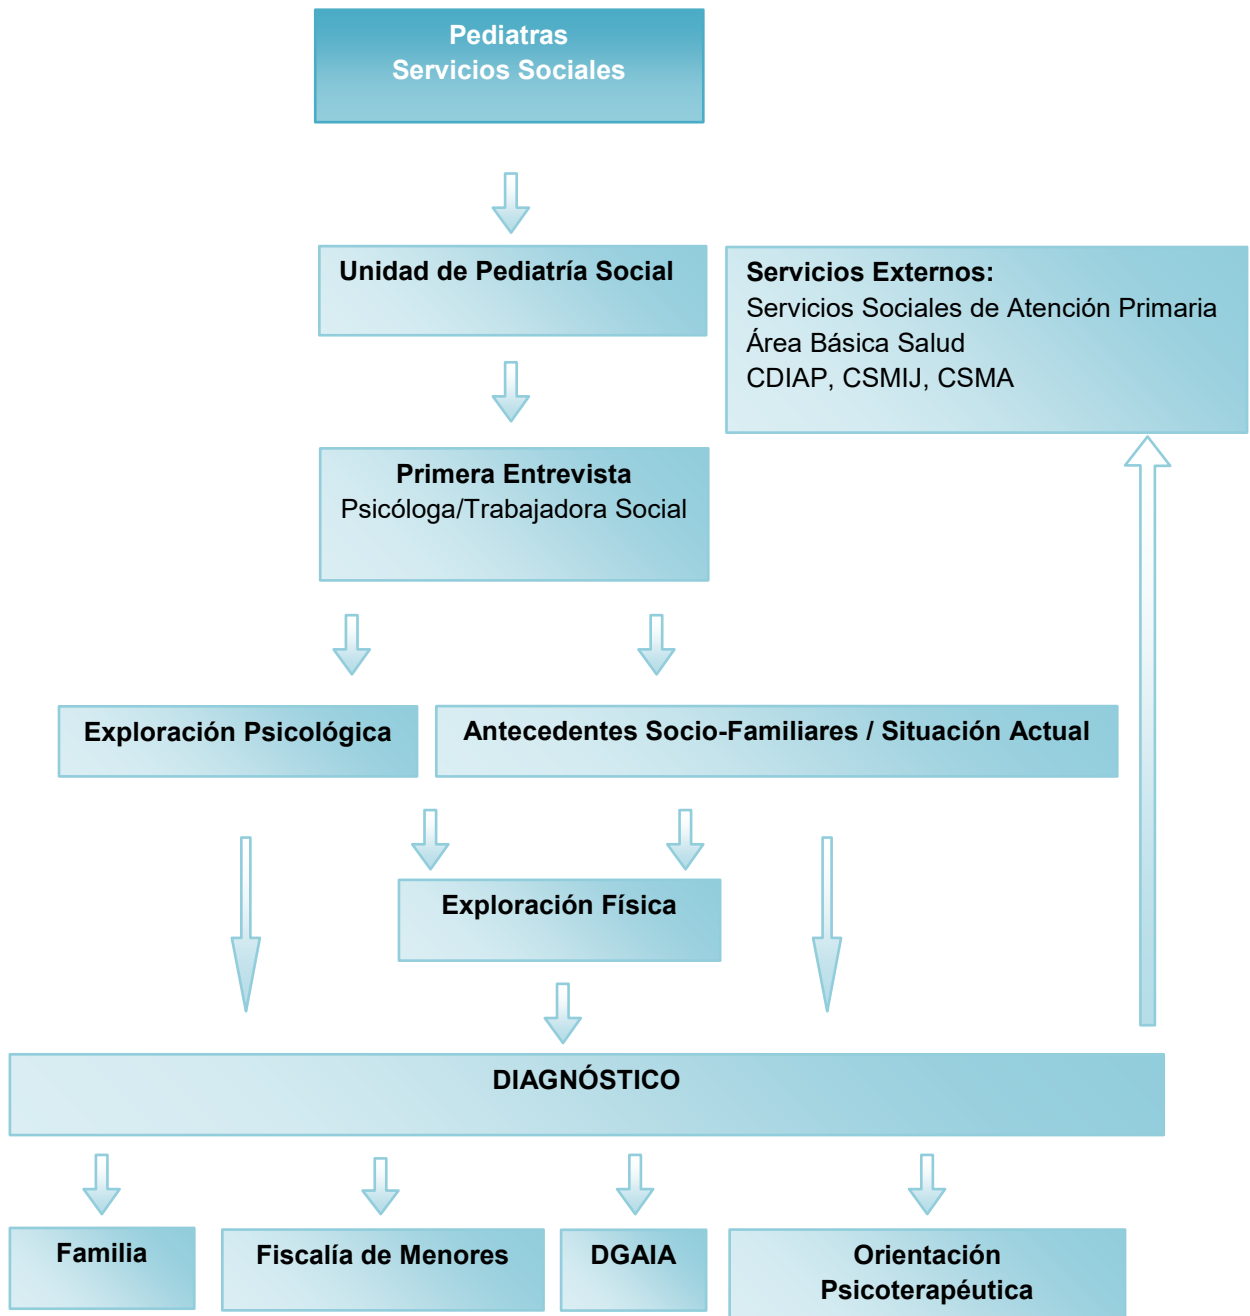 Pediatras
Servicios Sociales
Unidad de Pediatría Social
Servicios Externos:
Servicios Sociales de Atención Primaria
Área Básica Salud
CDIAP, CSMIJ, CSMA
Primera Entrevista
Psicóloga/Trabajadora Social
Exploración Psicológica
Antecedentes Socio-Familiares / Situación Actual
Exploración Física
DIAGNÓSTICO
Familia
Fiscalía de Menores
DGAIA
Orientación
Psicoterapéutica